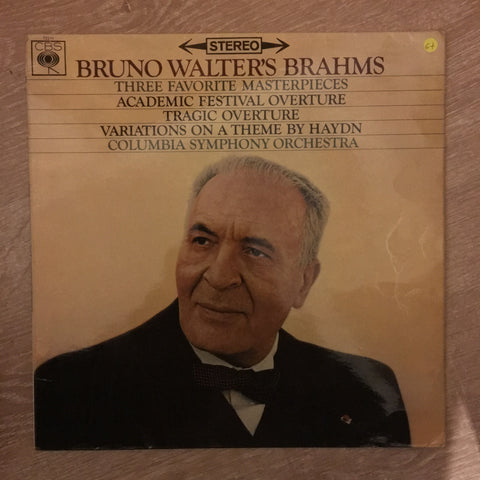 STEREO
CBS
BRUNO WALTER'S BRAHMS
THREE FAVORITE MASTERPIECES
ACADEMIC FESTIVAL OVERTURE
TRAGIC OVERTURE
VARIATIONS ON A THEME BY HAYDN
COLUMBIA SYMPHONY ORCHESTRA